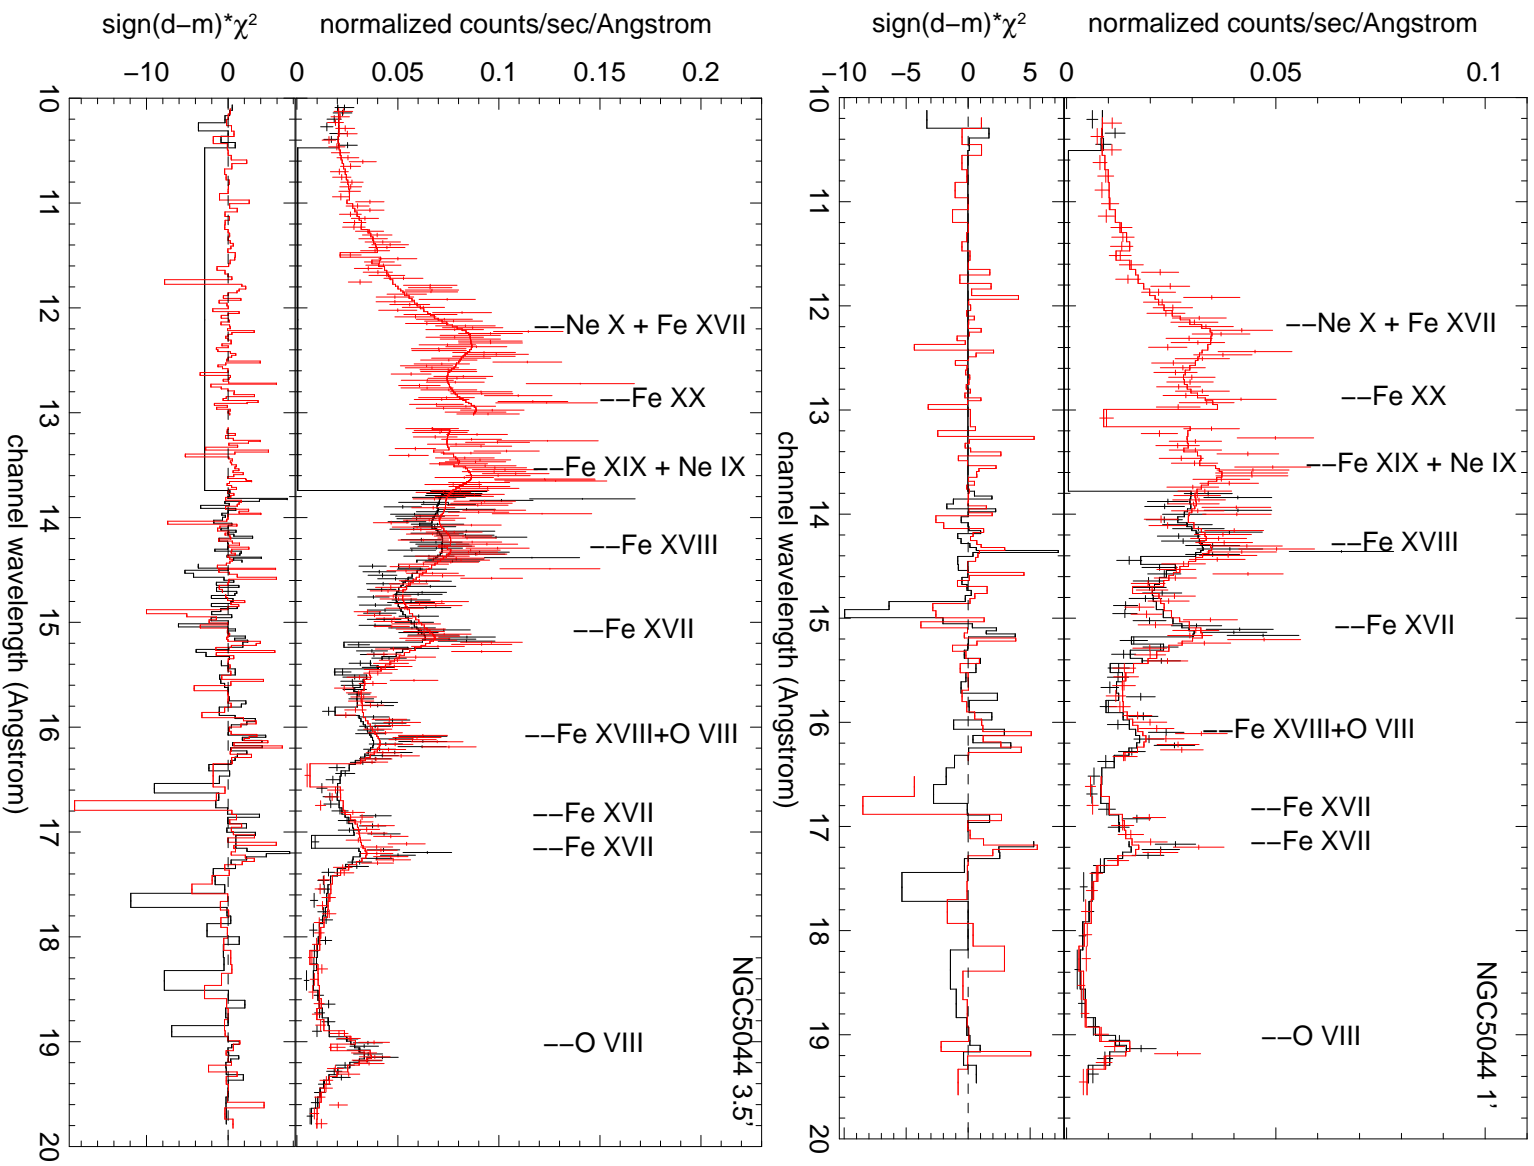 sign(d−m)*χ²
normalized counts/sec/Angstrom
−10
0
0
0.05
0.1
0.15
0.2
10
11
12
13
14
15
16
17
18
19
20
channel wavelength (Angstrom)
−−Ne X + Fe XVII
−−Fe XX
−−Fe XIX + Ne IX
−−Fe XVIII
−−Fe XVII
−−Fe XVIII+O VIII
−−Fe XVII
−−Fe XVII
−−O VIII
NGC5044 3.5'
sign(d−m)*χ²
normalized counts/sec/Angstrom
−10
−5
0
5
0
0.05
0.1
10
11
12
13
14
15
16
17
18
19
20
channel wavelength (Angstrom)
−−Ne X + Fe XVII
−−Fe XX
−−Fe XIX + Ne IX
−−Fe XVIII
−−Fe XVII
−−Fe XVIII+O VIII
−−Fe XVII
−−Fe XVII
−−O VIII
NGC5044 1'